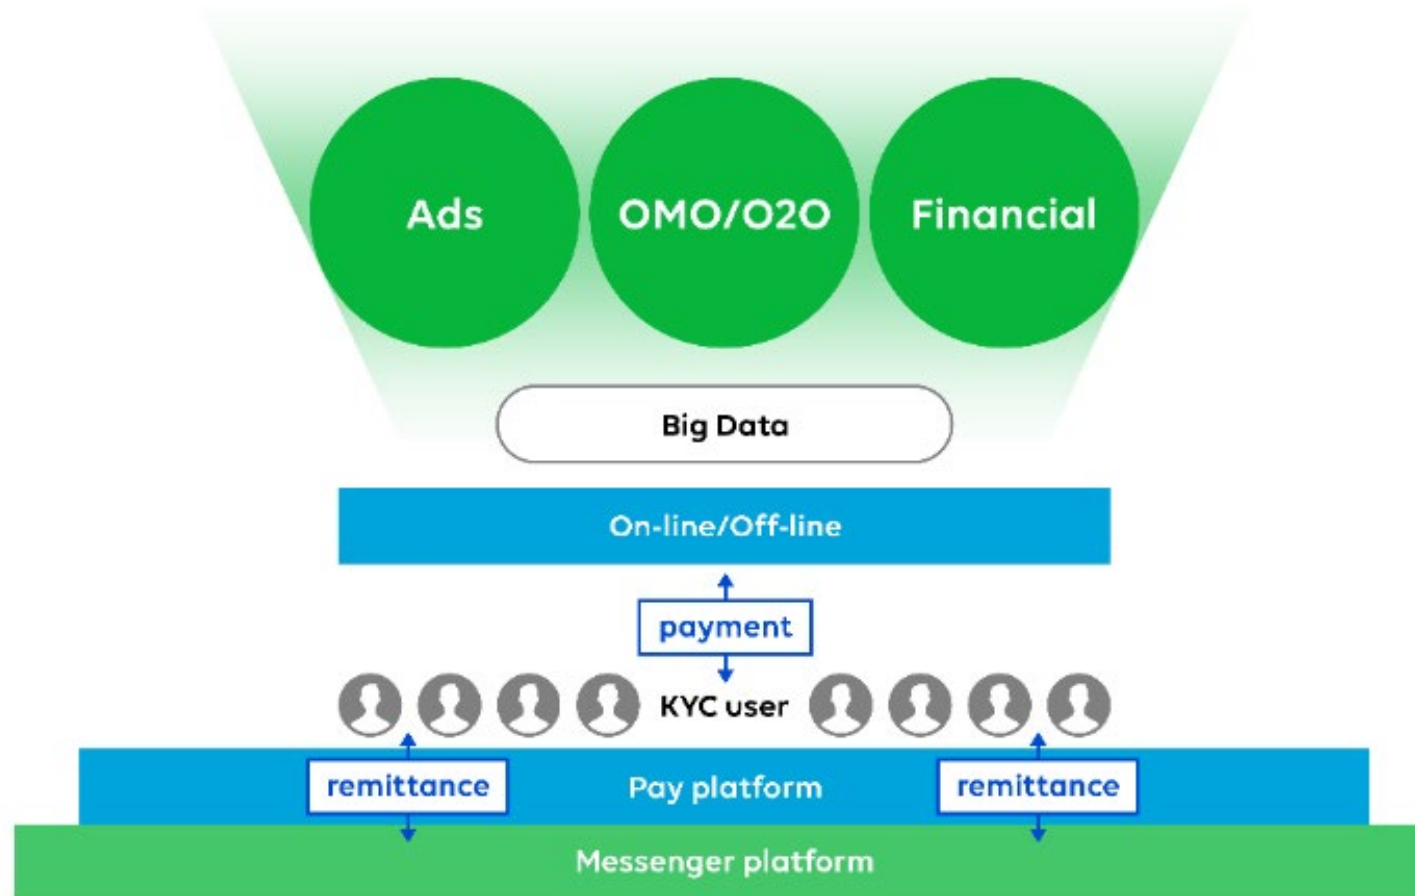 Ads
OMO/O2O
Financial
Big Data
On-line/Off-line
payment
KYC user
remittance
Pay platform
remittance
Messenger platform